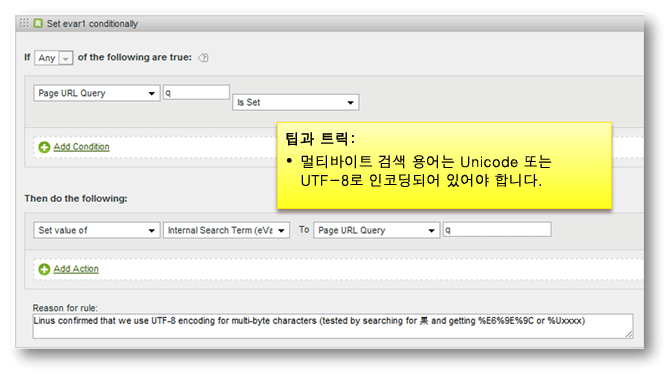 Set evar1 conditionally
If Any of the following are true:
Page URL Query q Is Set
Add Condition
팁과 트릭:
• 멀티바이트 검색 용어는 Unicode 또는
UTF-8로 인코딩되어 있어야 합니다.
Then do the following:
Set value of Internal Search Term (eVa To Page URL Query q
Add Action
Reason for rule:
Linus confirmed that we use UTF-8 encoding for multi-byte characters (tested by searching for 果 and getting %E6%9E%9C or %Uxxxx)